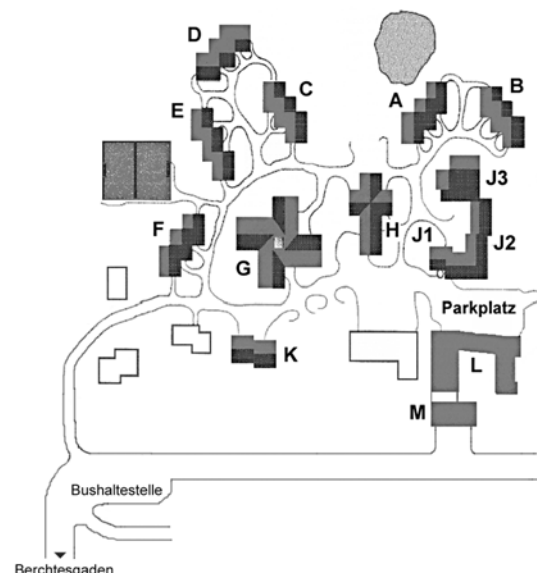 D
C
A
B
E
J3
F
H
J1
J2
G
Parkplatz
K
L
M
Bushaltestelle
Berchtesgaden